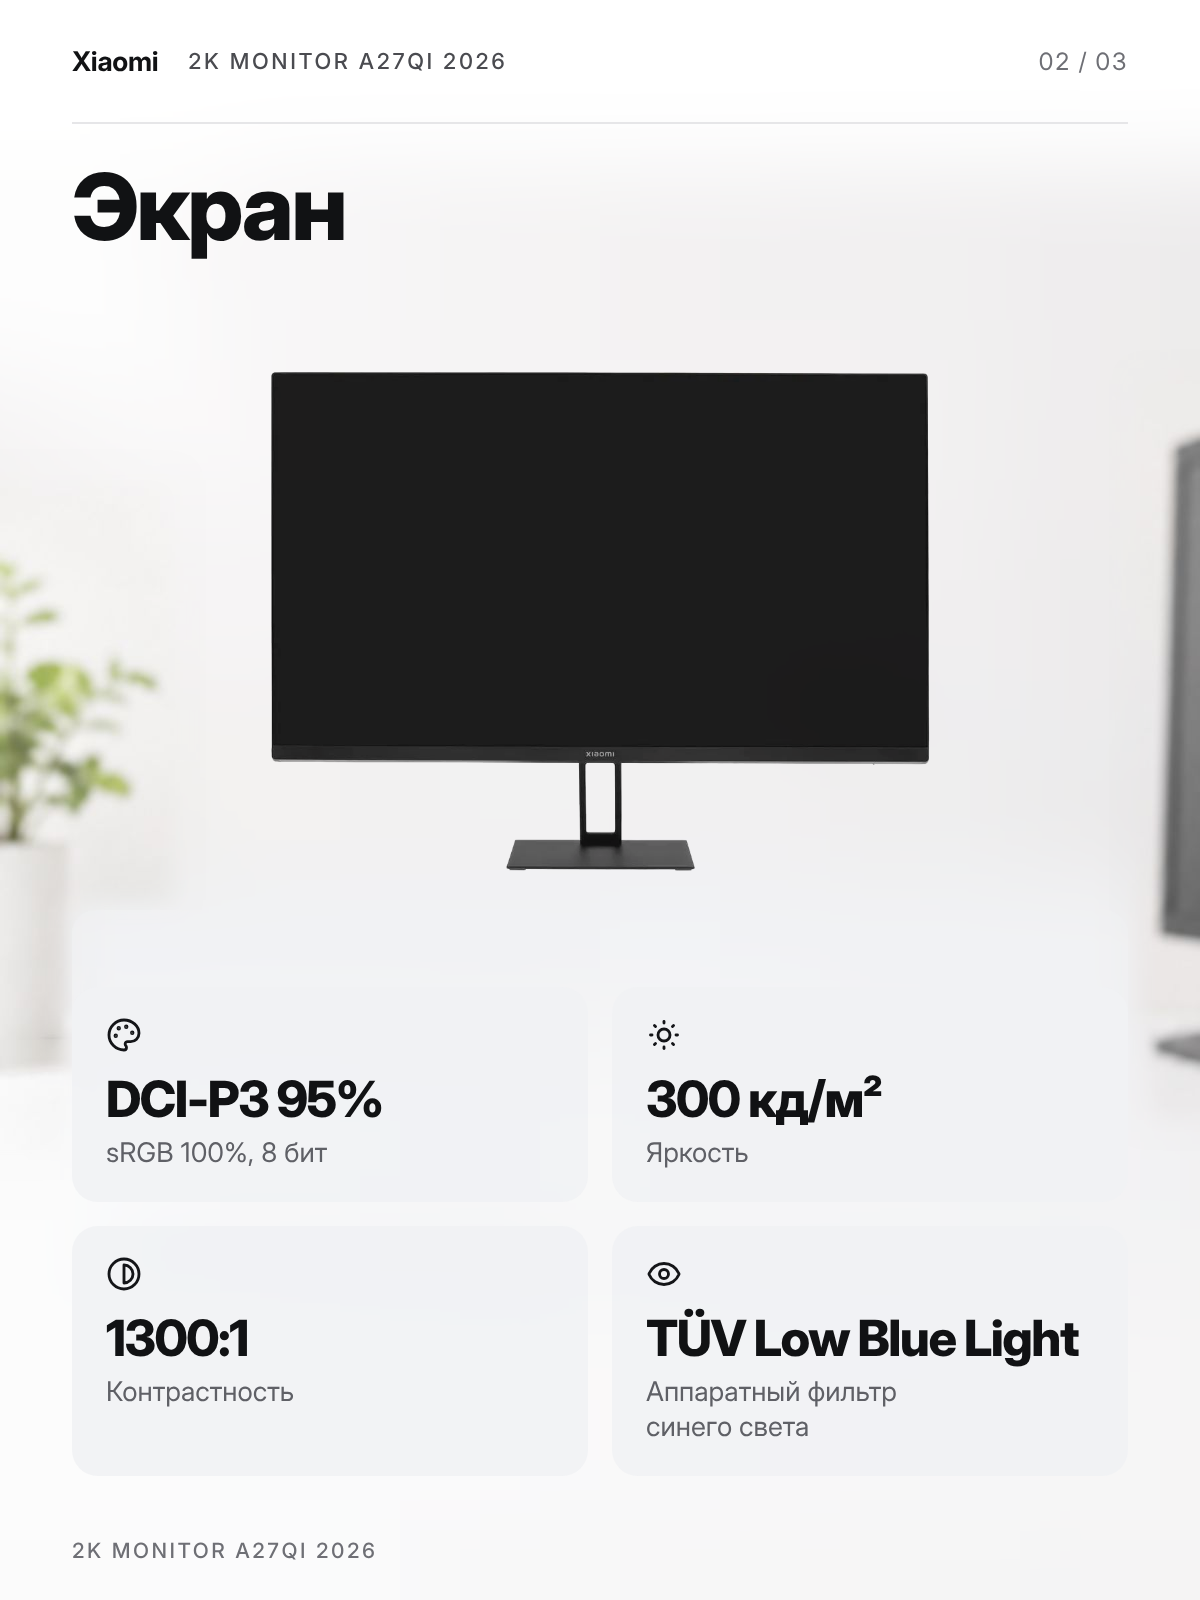 Xiaomi 2K MONITOR A27QI 2026
02 / 03
Экран
xiaomi
DCI-P3 95%
sRGB 100%, 8 бит
300 кд/м²
Яркость
1300:1
Контрастность
TÜV Low Blue Light
Аппаратный фильтр
синего света
2K MONITOR A27QI 2026